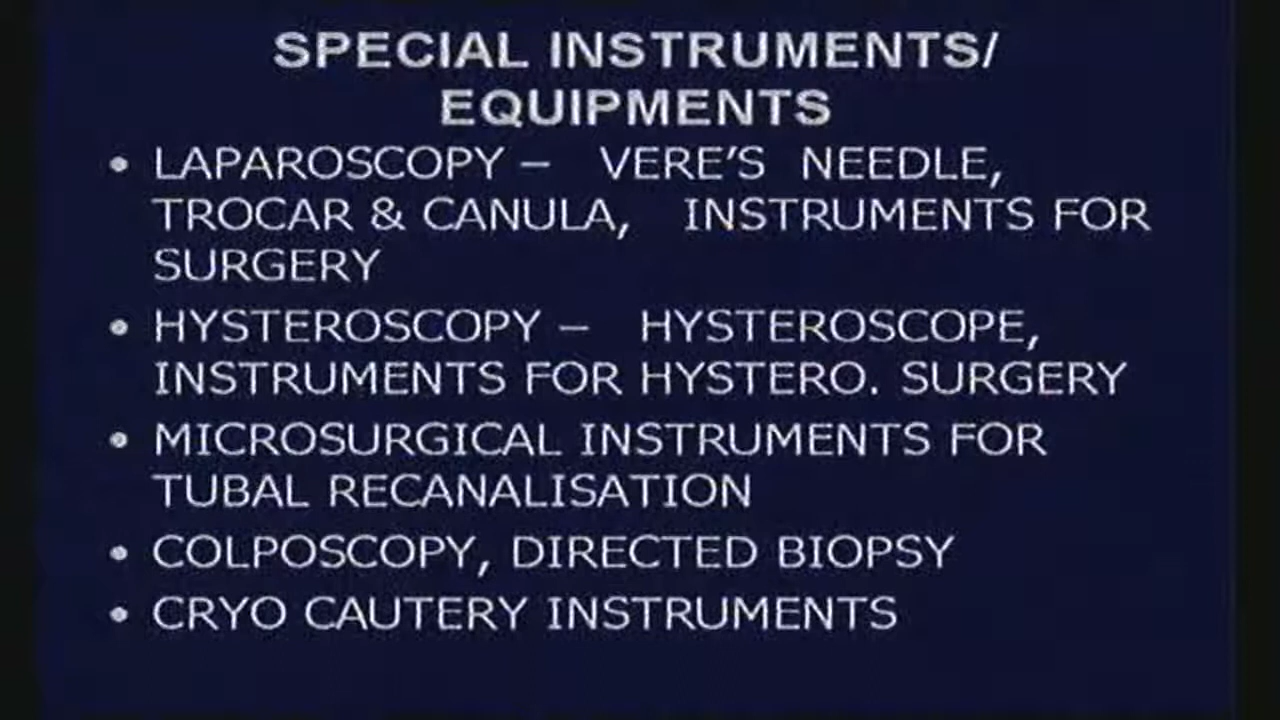 SPECIAL INSTRUMENTS/
EQUIPMENTS
• LAPAROSCOPY – VERE’S NEEDLE,
TROCAR & CANULA, INSTRUMENTS FOR
SURGERY
• HYSTEROSCOPY – HYSTEROSCOPE,
INSTRUMENTS FOR HYSTERO. SURGERY
• MICROSURGICAL INSTRUMENTS FOR
TUBAL RECANALISATION
• COLPOSCOPY, DIRECTED BIOPSY
• CRYO CAUTERY INSTRUMENTS